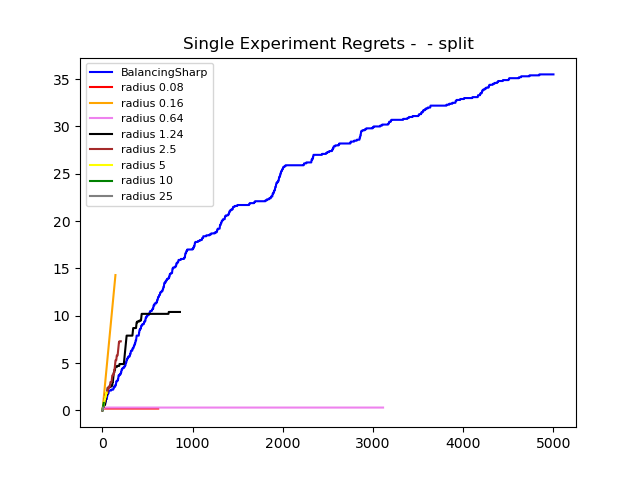 Single Experiment Regrets -  - split
BalancingSharp
radius 0.08
radius 0.16
radius 0.64
radius 1.24
radius 2.5
radius 5
radius 10
radius 25
35
30
25
20
15
10
5
0
0 1000 2000 3000 4000 5000